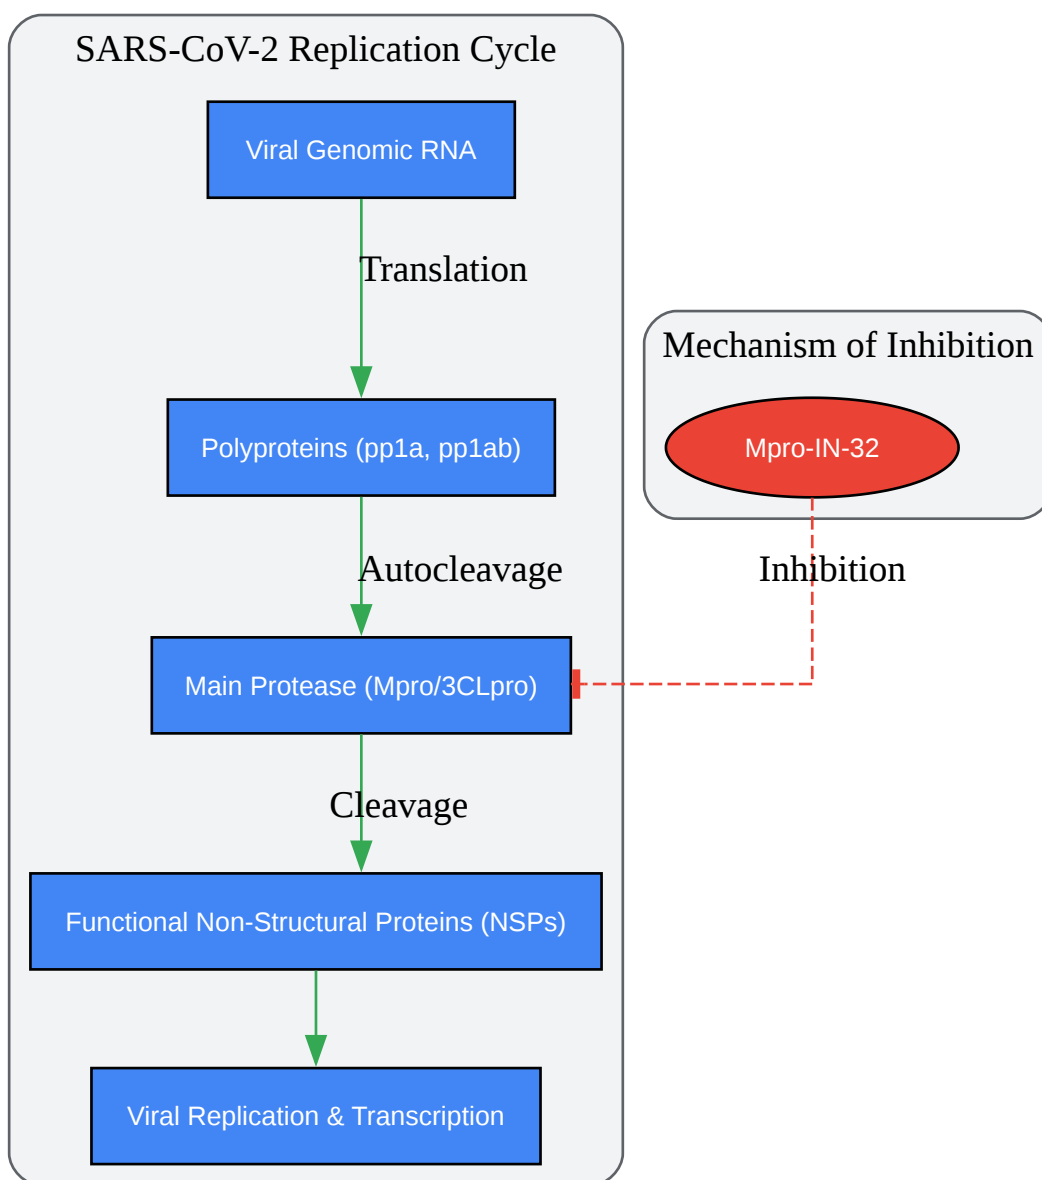 SARS-CoV-2 Replication Cycle
Viral Genomic RNA
Translation
Mechanism of Inhibition
Polyproteins (pp1a, pp1ab)
Mpro-IN-32
Autocleavage
Inhibition
Main Protease (Mpro/3CLpro)
Cleavage
Functional Non-Structural Proteins (NSPs)
Viral Replication & Transcription